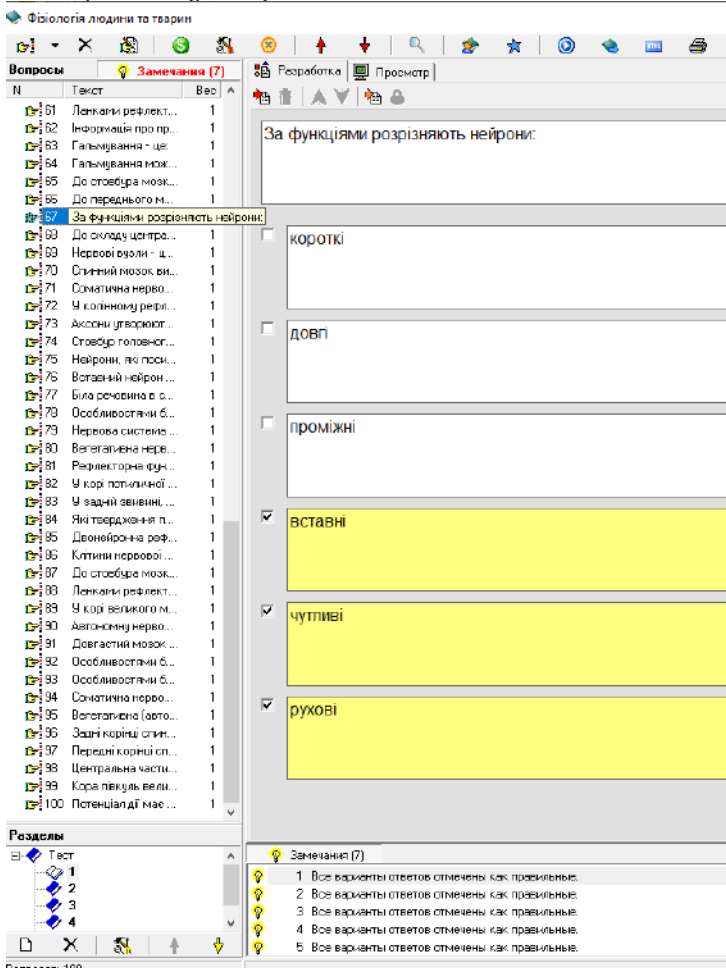 Фізіологія людини та тварин
Вопросы
Замечания (7)
Разработка
Просмотр
N Текст Вес
61 Ланками рефлект... 1
62 Інформація про пр... 1
63 Гальмування - це: 1
64 Гальмування мож... 1
65 До стовбура мозк... 1
66 До переднього м... 1
67 За функціями розрізняють нейрони:
68 До складу центра... 1
69 Нервові вузли - ц... 1
70 Спинний мозок ви... 1
71 Соматична нерво... 1
72 У колінному рефл... 1
73 Аксони утворюют... 1
74 Стовбур головног... 1
75 Нейрони, які поси... 1
76 Вставний нейрон ... 1
77 Біла речовина в с... 1
78 Особливостями б... 1
79 Нервова система ... 1
80 Вегетативна нерв... 1
81 Рефлекторна фун... 1
82 У корі потиличної ... 1
83 У задній звивині, ... 1
84 Які твердження п... 1
85 Двонейронна реф... 1
86 Клітини нервової ... 1
87 До стовбура мозк... 1
88 Ланками рефлект... 1
89 У корі великого м... 1
90 Автономну нерво... 1
91 Довгастий мозок ... 1
92 Особливостями б... 1
93 Особливостями б... 1
94 Соматична нерво... 1
95 Вегетативна (авто... 1
96 Задні корінці спин... 1
97 Передні корінці сп... 1
98 Центральна части... 1
99 Кора півкуль вели... 1
100 Потенціал дії має ... 1
За функціями розрізняють нейрони:
короткі
довгі
проміжні
вставні
чутливі
рухові
Разделы
Тест
1
2
3
4
Замечания (7)
1 Все варианты ответов отмечены как правильные.
2 Все варианты ответов отмечены как правильные.
3 Все варианты ответов отмечены как правильные.
4 Все варианты ответов отмечены как правильные.
5 Все варианты ответов отмечены как правильные.